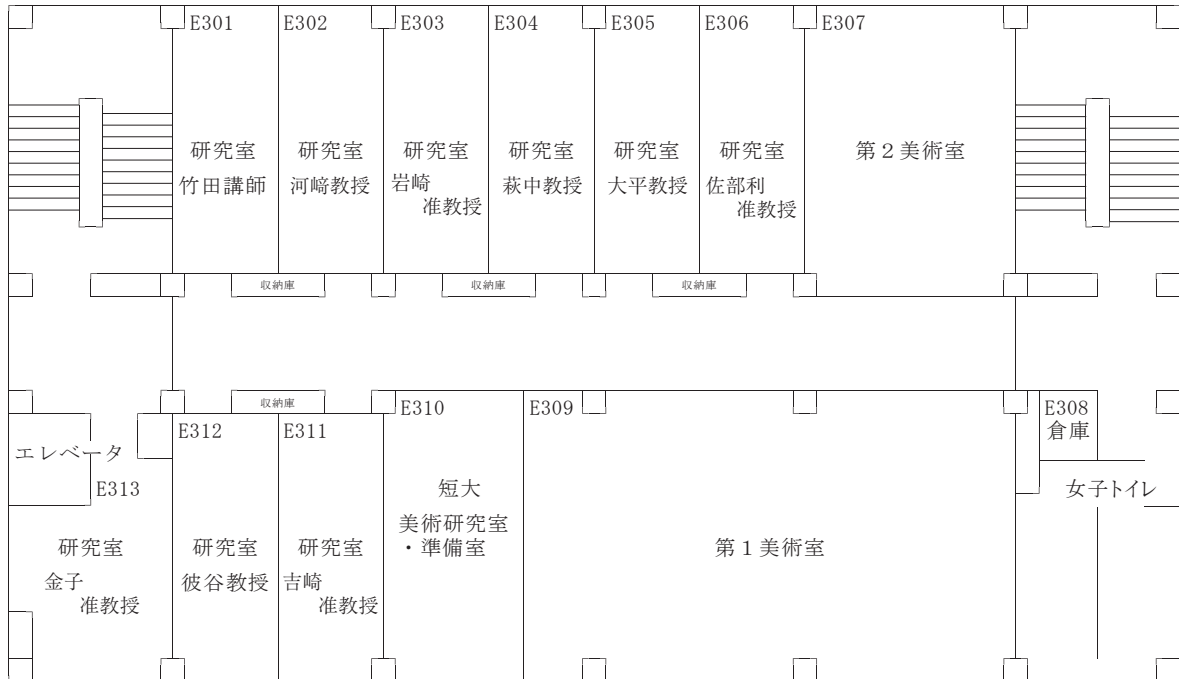 E301
研究室
竹田講師
E302
研究室
河﨑教授
E303
研究室
岩崎
准教授
E304
研究室
萩中教授
E305
研究室
大平教授
E306
研究室
佐部利
准教授
E307
第２美術室
収納庫
収納庫
収納庫
収納庫
エレベータ
E313
研究室
金子
准教授
E312
研究室
彼谷教授
E311
研究室
吉崎
准教授
E310
短大
美術研究室
・準備室
E309
第１美術室
E308
倉庫
女子トイレ